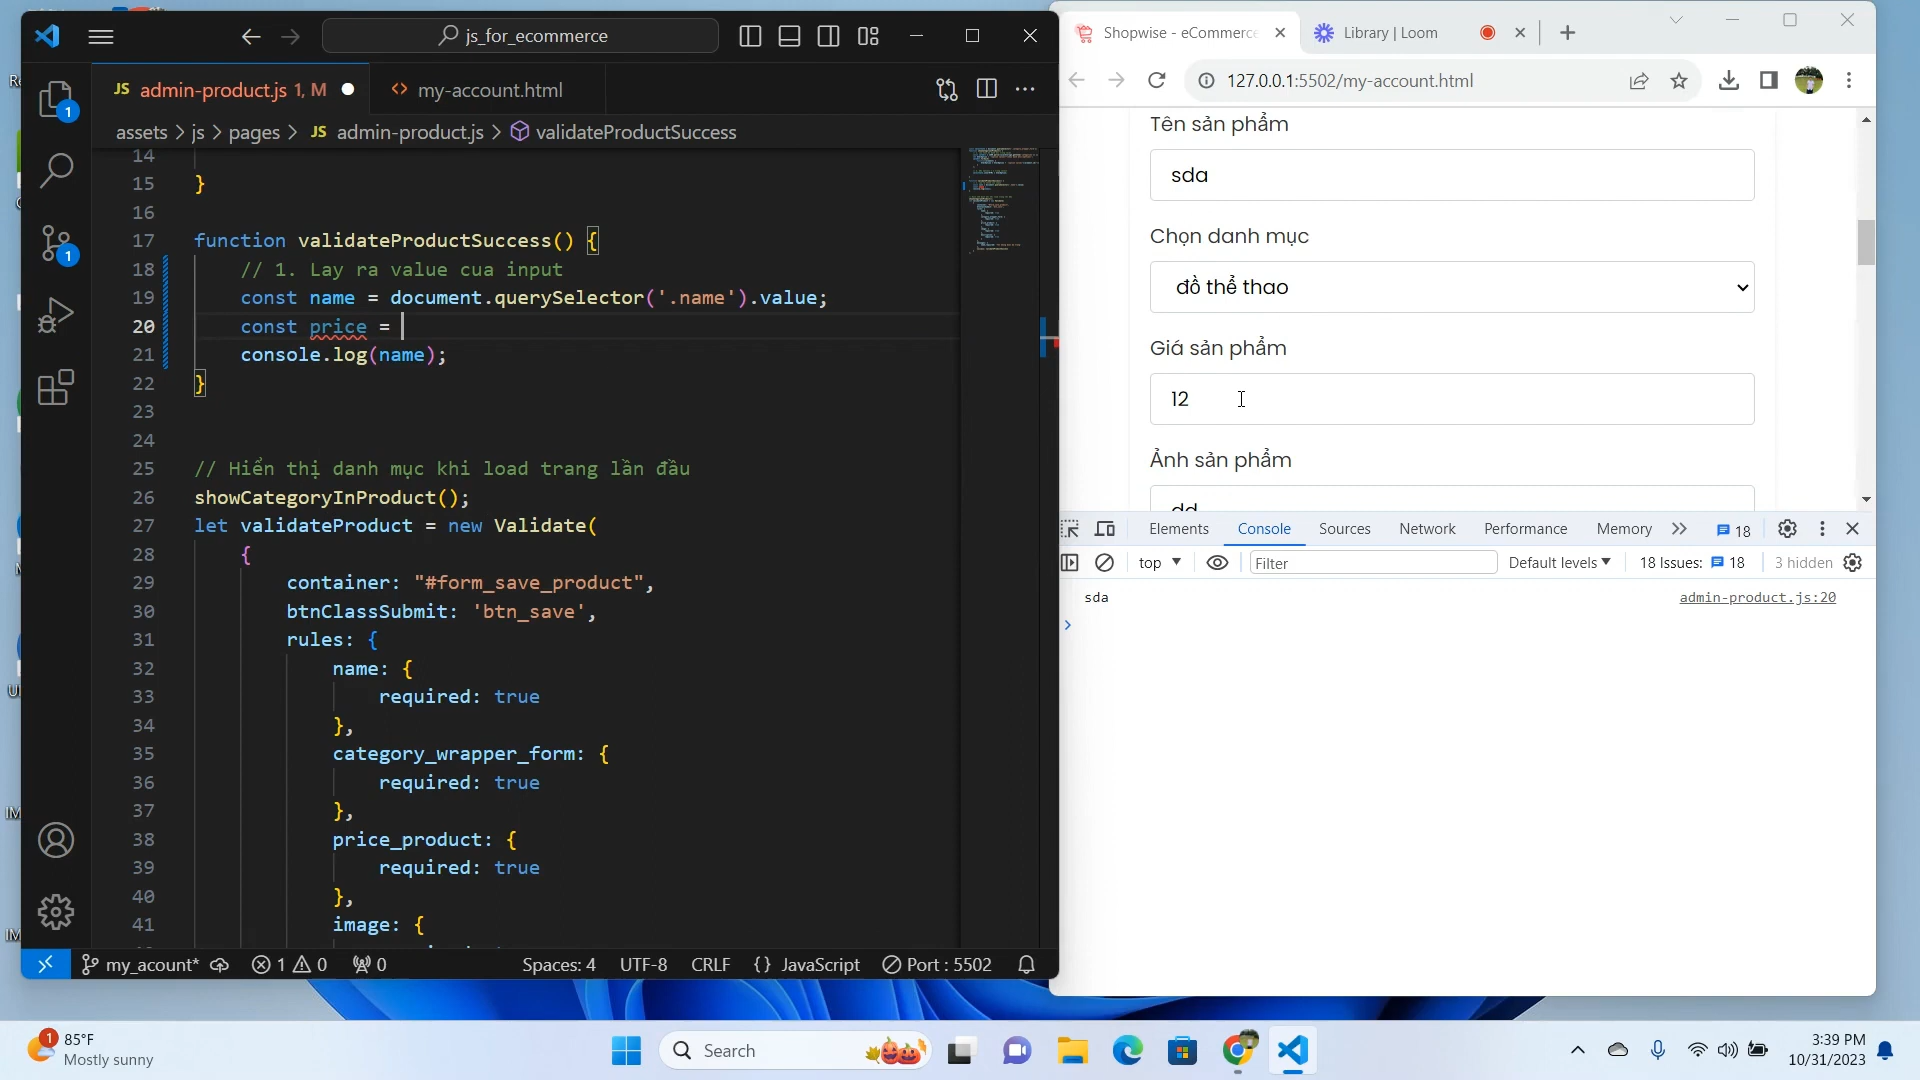 js_for_ecommerce
JS admin-product.js 1, M
<> my-account.html
assets > js > pages > JS admin-product.js > validateProductSuccess
14
15 }
16
17 function validateProductSuccess() {
18 // 1. Lay ra value cua input
19 const name = document.querySelector('.name').value;
20 const price =
21 console.log(name);
22 }
23
24
25 // Hiển thị danh mục khi load trang lần đầu
26 showCategoryInProduct();
27 let validateProduct = new Validate(
28 {
29 container: "#form_save_product",
30 btnClassSubmit: 'btn_save',
31 rules: {
32 name: {
33 required: true
34 },
35 category_wrapper_form: {
36 required: true
37 },
38 price_product: {
39 required: true
40 },
41 image: {
1
1
my_acount*
1 0
0
Spaces: 4
UTF-8
CRLF
{ } JavaScript
Port : 5502
Shopwise - eCommerce
Library | Loom
127.0.0.1:5502/my-account.html
Tên sản phẩm
sda
Chọn danh mục
đồ thể thao
Giá sản phẩm
12
Ảnh sản phẩm
dd
Elements Console Sources Network Performance Memory 18
top Filter Default levels 18 Issues: 18 3 hidden
sda admin-product.js:20
1
85°F
Mostly sunny
Search
3:39 PM
10/31/2023